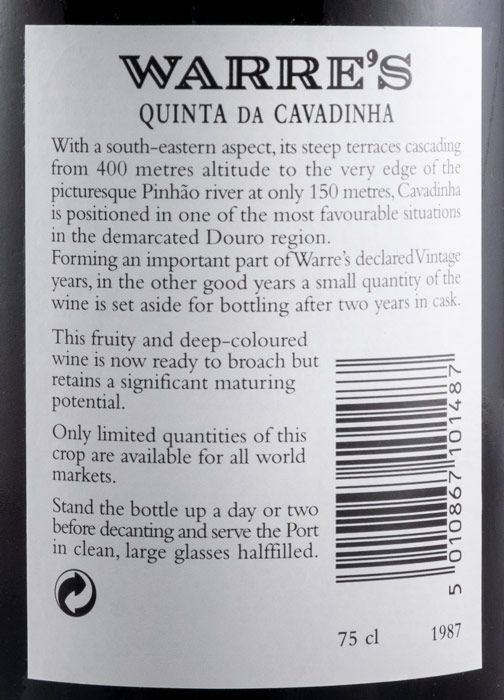 WARRE'S
QUINTA DA CAVADINHA
With a south-eastern aspect, its steep terraces cascading
from 400 metres altitude to the very edge of the
picturesque Pinhão river at only 150 metres, Cavadinha
is positioned in one of the most favourable situations
in the demarcated Douro region.
Forming an important part of Warre's declared Vintage
years, in the other good years a small quantity of the
wine is set aside for bottling after two years in cask.
This fruity and deep-coloured
wine is now ready to broach but
retains a significant maturing
potential.
Only limited quantities of this
crop are available for all world
markets.
Stand the bottle up a day or two
before decanting and serve the Port
in clean, large glasses halffilled.
5 010867 101487
75 cl
1987